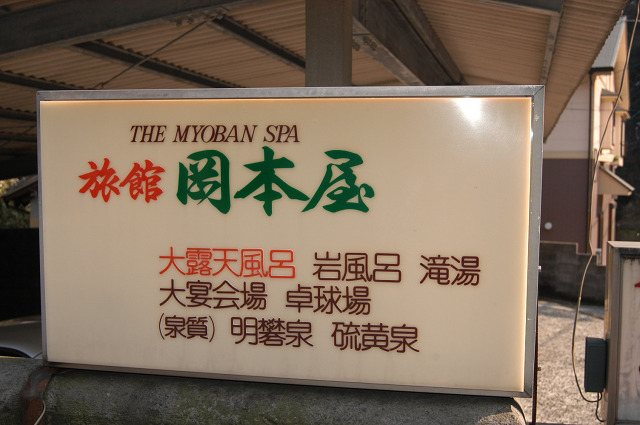 THE MYOBAN SPA
旅館 岡本屋
大露天風呂 岩風呂 滝湯
大宴会場 卓球場
(泉質) 明礬泉 硫黄泉